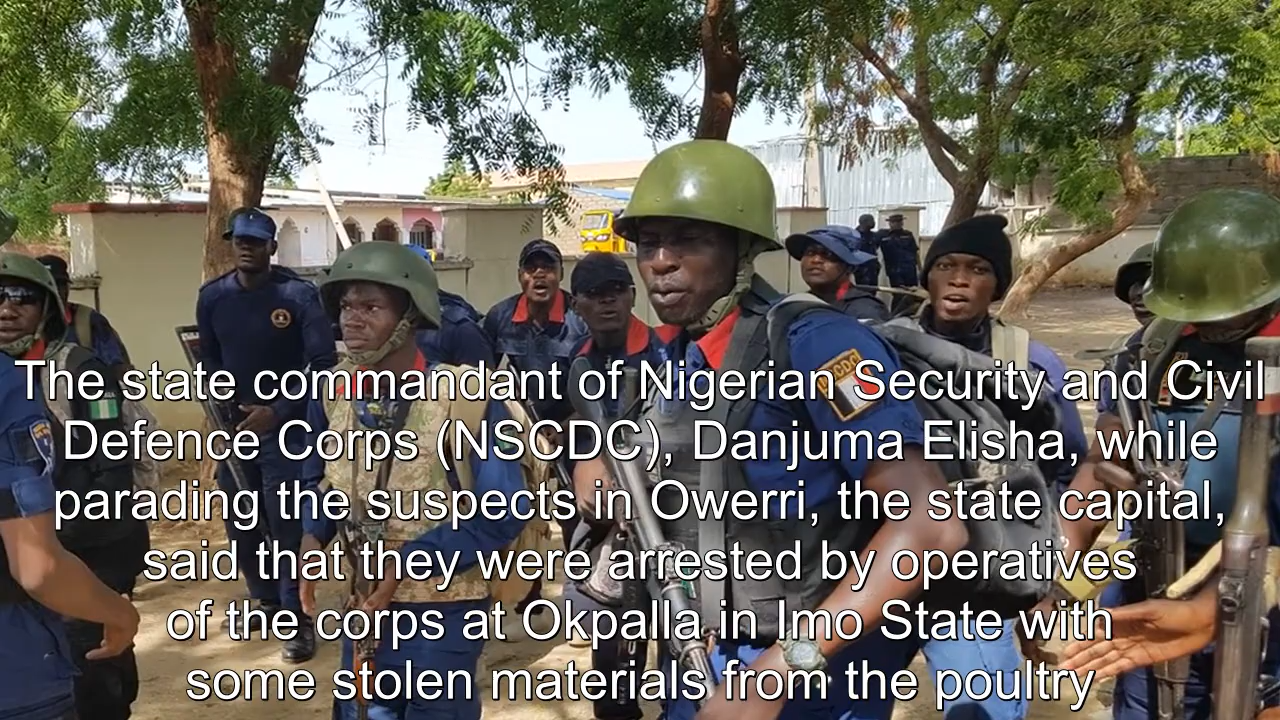 The state commandant of Nigerian Security and Civil
Defence Corps (NSCDC), Danjuma Elisha, while
parading the suspects in Owerri, the state capital,
said that they were arrested by operatives
of the corps at Okpalla in Imo State with
some stolen materials from the poultry